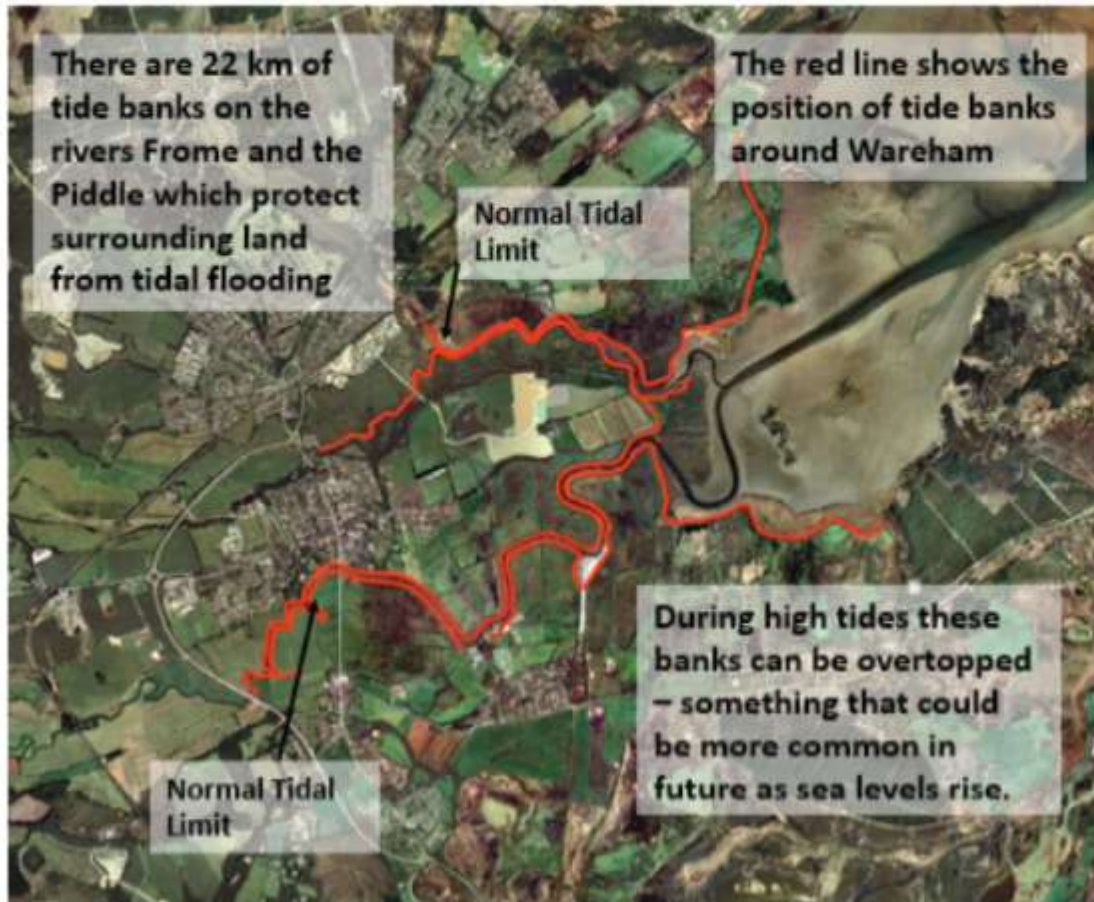 There are 22 km of
tide banks on the
rivers Frome and the
Piddle which protect
surrounding land
from tidal flooding
The red line shows the
position of tide banks
around Wareham
Normal Tidal
Limit
During high tides these
banks can be overtopped
– something that could
be more common in
future as sea levels rise.
Normal Tidal
Limit